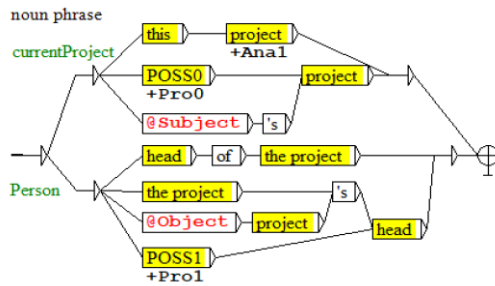 noun phrase
this project
+Ana1
currentProject
POSS0 project
+Pro0
@Subject 's
head of the project
Person
the project 's
@Object project head
POSS1
+Pro1